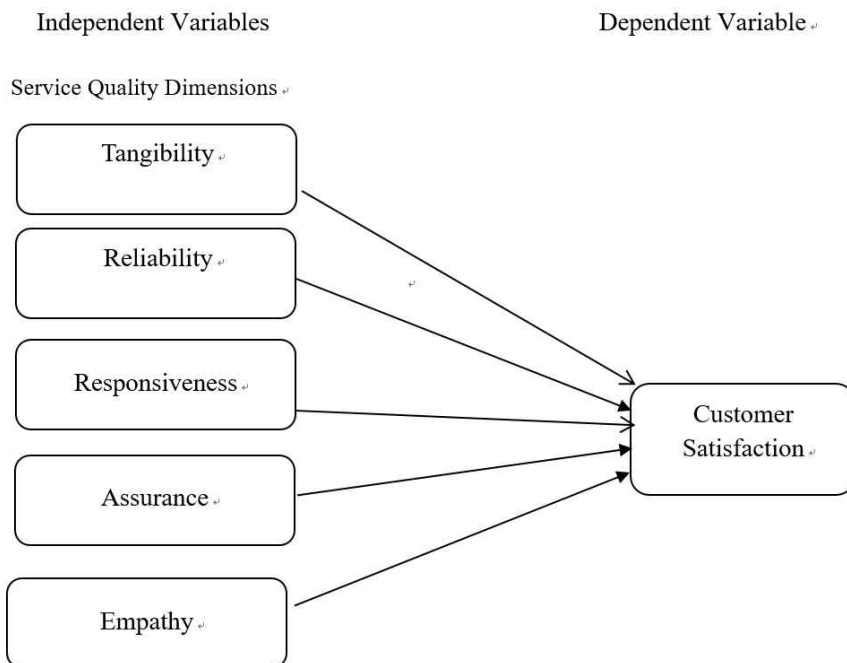 Independent Variables
Dependent Variable
Service Quality Dimensions
Tangibility
Reliability
Responsiveness
Assurance
Empathy
Customer
Satisfaction